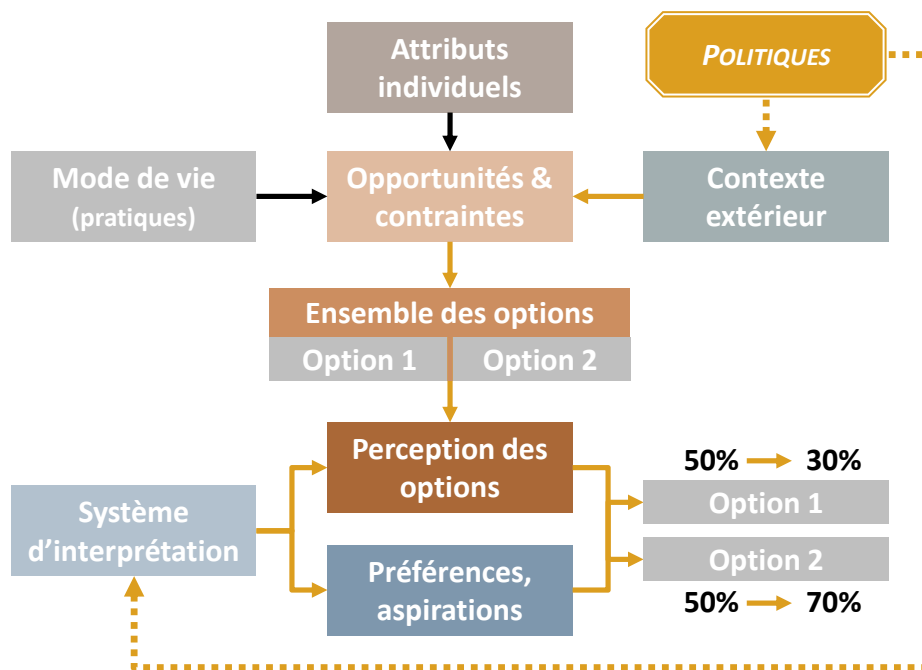 Attributs
individuels
POLITIQUES
Mode de vie
(pratiques)
Opportunités &
contraintes
Contexte
extérieur
Ensemble des options
Option 1
Option 2
Perception des
options
50% 30%
Option 1
Système
d’interprétation
Préférences,
aspirations
Option 2
50% 70%